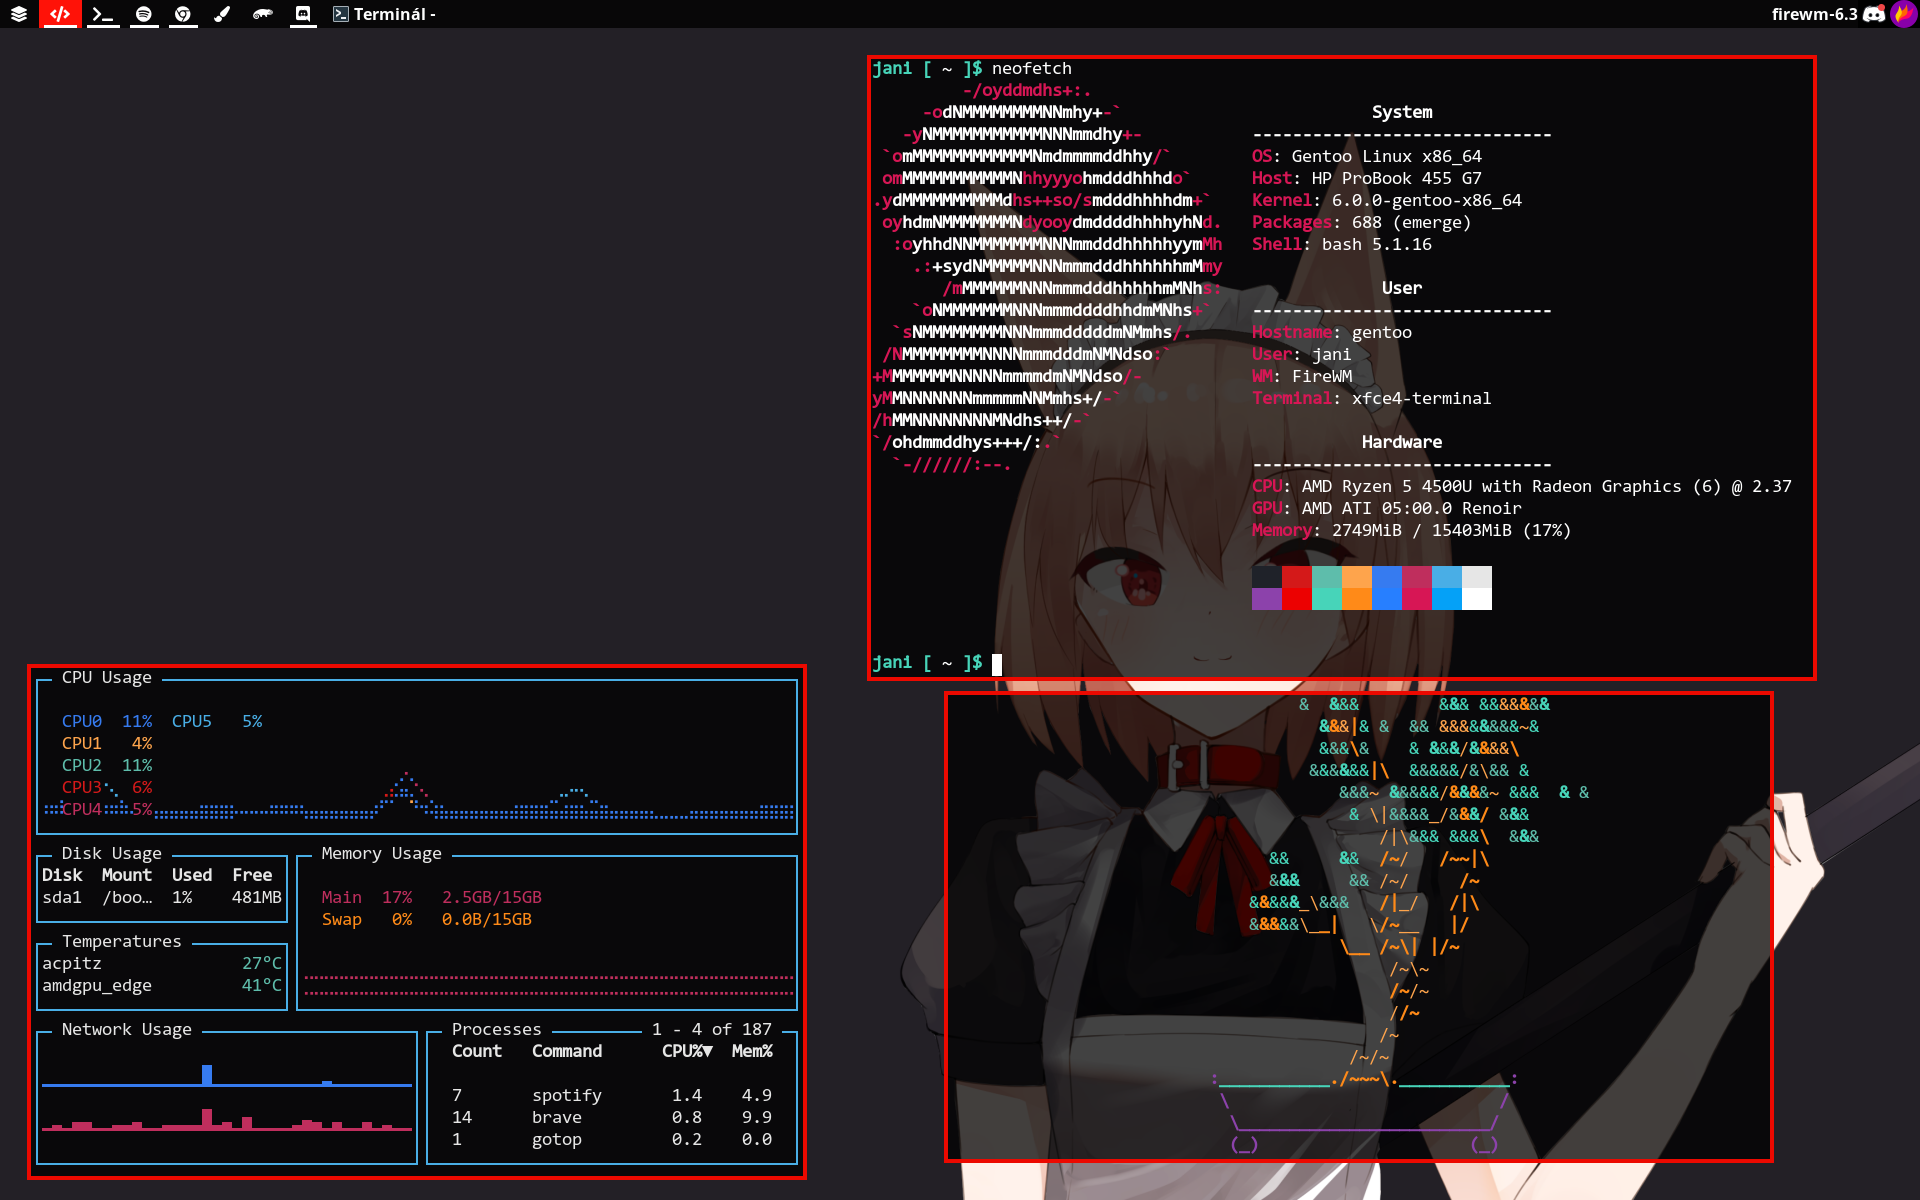 Terminál -
firewm-6.3
jani [ ~ ]$ neofetch
-/oyddmdhs+:.
-odNMMMMMMMMNNmhy+-`
-yNMMMMMMMMMMMNNNmmdhy+-
`omMMMMMMMMMMMMNmdmmmmddhhy/`
omMMMMMMMMMMMNhhyyyohmdddhhhdo`
.ydMMMMMMMMMMdhs++so/smdddhhhhdm+`
oyhdmNMMMMMMMNdyooydmddddhhhhyhNd.
:oyhhdNNMMMMMMMNNNmmdddhhhhhyymMh
.:+sydNMMMMMNNNmmmdddhhhhhhmMmy
/mMMMMMMNNNmmmdddhhhhhmMNhs:
`oNMMMMMMMNNNmmmddddhhdmMNhs+`
`sNMMMMMMMMNNNmmmdddddmNMmhs/.
/NMMMMMMMMNNNNmmmdddmNMNdso:`
+MMMMMMMNNNNNmmmmdmNMNdso/-
yMMNNNNNNNmmmmmNNMmhs+/-`
/hMMNNNNNNNNMNdhs++/-`
`/ohdmmddhys+++/:.`
`-//////:--.
System
------------------------------
OS: Gentoo Linux x86_64
Host: HP ProBook 455 G7
Kernel: 6.0.0-gentoo-x86_64
Packages: 688 (emerge)
Shell: bash 5.1.16
User
------------------------------
Hostname: gentoo
User: jani
WM: FireWM
Terminal: xfce4-terminal
Hardware
------------------------------
CPU: AMD Ryzen 5 4500U with Radeon Graphics (6) @ 2.37
GPU: AMD ATI 05:00.0 Renoir
Memory: 2749MiB / 15403MiB (17%)
jani [ ~ ]$
CPU Usage
CPU0 11% CPU5 5%
CPU1 4%
CPU2 11%
CPU3 6%
CPU4 5%
Disk Usage
Disk Mount Used Free
sda1 /boo… 1% 481MB
Memory Usage
Main 17% 2.5GB/15GB
Swap 0% 0.0B/15GB
Temperatures
acpitz 27°C
amdgpu_edge 41°C
Network Usage
Processes 1 - 4 of 187
Count Command CPU%▼ Mem%
7 spotify 1.4 4.9
14 brave 0.8 9.9
1 gotop 0.2 0.0
& &&& &&& &&&&&&&
&&&|& & && &&&&&&&&~&
&&&\& & &&&/&&&&\
&&&&&&|\ &&&&&/&\&& &
&&&~ &&&&&/&&&&~ &&& & &
& \|&&&&_/&&&/ &&&
/|\&&& &&&\ &&&
&& && /~/ /~~|\
&&& && /~/ /~
&&&&&_\&&& /|_/ /|\
&&&&&\__| \/~__ |/
\__ /~\| |/~
/~\~
/~/~
//~
/~
/~/~
:___________./~~~\.___________:
\ /
\_________________________/
(_) (_)